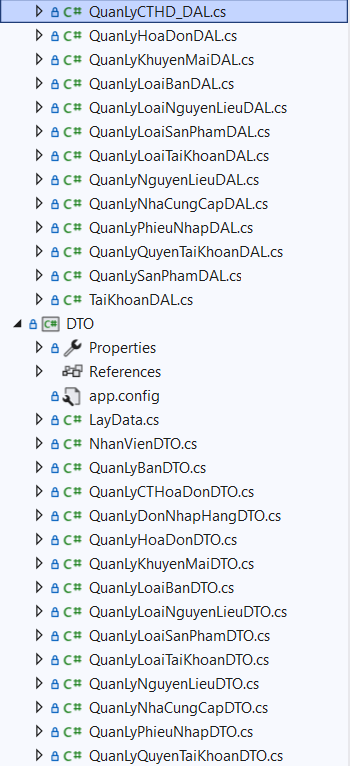 QuanLyCTHD_DAL.cs
QuanLyHoaDonDAL.cs
QuanLyKhuyenMaiDAL.cs
QuanLyLoaiBanDAL.cs
QuanLyLoaiNguyenLieuDAL.cs
QuanLyLoaiSanPhamDAL.cs
QuanLyLoaiTaiKhoanDAL.cs
QuanLyNguyenLieuDAL.cs
QuanLyNhaCungCapDAL.cs
QuanLyPhieuNhapDAL.cs
QuanLyQuyenTaiKhoanDAL.cs
QuanLySanPhamDAL.cs
TaiKhoanDAL.cs
DTO
Properties
References
app.config
LayData.cs
NhanVienDTO.cs
QuanLyBanDTO.cs
QuanLyCTHoaDonDTO.cs
QuanLyDonNhapHangDTO.cs
QuanLyHoaDonDTO.cs
QuanLyKhuyenMaiDTO.cs
QuanLyLoaiBanDTO.cs
QuanLyLoaiNguyenLieuDTO.cs
QuanLyLoaiSanPhamDTO.cs
QuanLyLoaiTaiKhoanDTO.cs
QuanLyNguyenLieuDTO.cs
QuanLyNhaCungCapDTO.cs
QuanLyPhieuNhapDTO.cs
QuanLyQuyenTaiKhoanDTO.cs